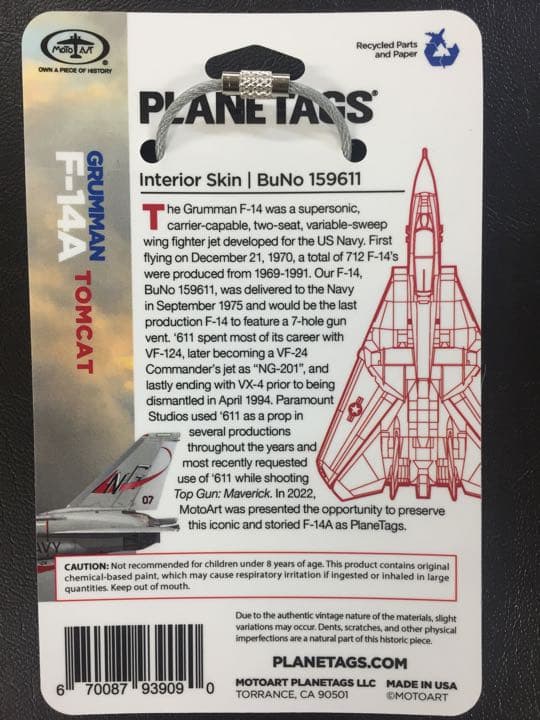 MotoArt
OWN A PIECE OF HISTORY
Recycled Parts
and Paper
PLANETAGS®
Interior Skin | BuNo 159611
GRUMMAN
F-14A TOMCAT
The Grumman F-14 was a supersonic,
carrier-capable, two-seat, variable-sweep
wing fighter jet developed for the US Navy. First
flying on December 21, 1970, a total of 712 F-14's
were produced from 1969-1991. Our F-14,
BuNo 159611, was delivered to the Navy
in September 1975 and would be the last
production F-14 to feature a 7-hole gun
vent. '611 spent most of its career with
VF-124, later becoming a VF-24
Commander's jet as "NG-201", and
lastly ending with VX-4 prior to being
dismantled in April 1994. Paramount
Studios used '611 as a prop in
several productions
throughout the years and
most recently requested
use of '611 while shooting
Top Gun: Maverick. In 2022,
MotoArt was presented the opportunity to preserve
this iconic and storied F-14A as PlaneTags.
NG
07
VY
CAUTION: Not recommended for children under 8 years of age. This product contains original
chemical-based paint, which may cause respiratory irritation if ingested or inhaled in large
quantities. Keep out of mouth.
Due to the authentic vintage nature of the materials, slight
variations may occur. Dents, scratches, and other physical
imperfections are a natural part of this historic piece.
PLANETAGS.COM
MOTOART PLANETAGS LLC MADE IN USA
TORRANCE, CA 90501 ©MOTOART
6 70087 93909 0